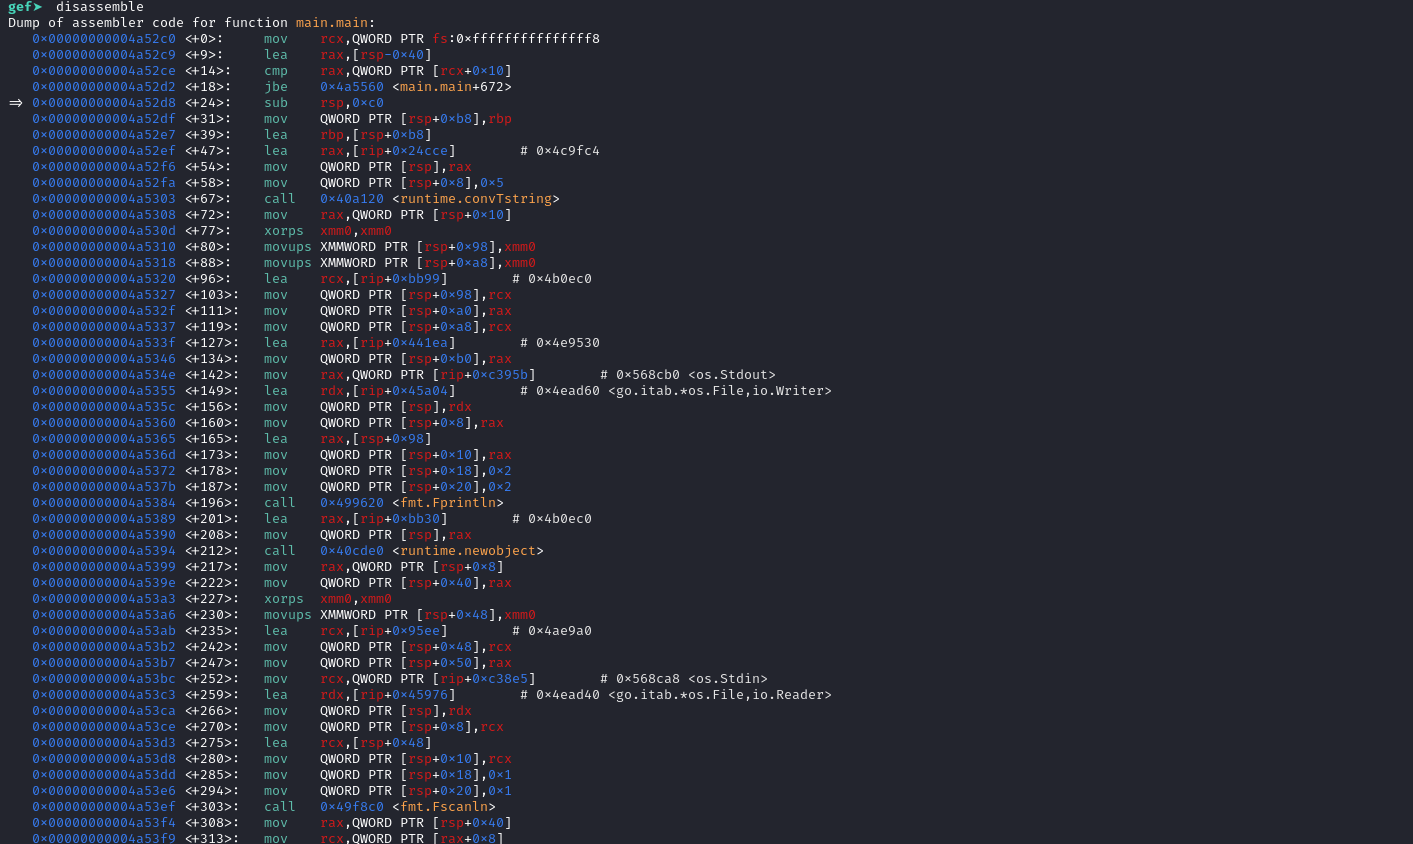 gef➤  disassemble
Dump of assembler code for function main.main:
   0x00000000004a52c0 <+0>:     mov    rcx,QWORD PTR fs:0xfffffffffffffff8
   0x00000000004a52c9 <+9>:     lea    rax,[rsp-0x40]
   0x00000000004a52ce <+14>:    cmp    rax,QWORD PTR [rcx+0x10]
   0x00000000004a52d2 <+18>:    jbe    0x4a5560 <main.main+672>
=> 0x00000000004a52d8 <+24>:    sub    rsp,0xc0
   0x00000000004a52df <+31>:    mov    QWORD PTR [rsp+0xb8],rbp
   0x00000000004a52e7 <+39>:    lea    rbp,[rsp+0xb8]
   0x00000000004a52ef <+47>:    lea    rax,[rip+0x24cce]        # 0x4c9fc4
   0x00000000004a52f6 <+54>:    mov    QWORD PTR [rsp],rax
   0x00000000004a52fa <+58>:    mov    QWORD PTR [rsp+0x8],0x5
   0x00000000004a5303 <+67>:    call   0x40a120 <runtime.convTstring>
   0x00000000004a5308 <+72>:    mov    rax,QWORD PTR [rsp+0x10]
   0x00000000004a530d <+77>:    xorps  xmm0,xmm0
   0x00000000004a5310 <+80>:    movups XMMWORD PTR [rsp+0x98],xmm0
   0x00000000004a5318 <+88>:    movups XMMWORD PTR [rsp+0xa8],xmm0
   0x00000000004a5320 <+96>:    lea    rcx,[rip+0xbb99]        # 0x4b0ec0
   0x00000000004a5327 <+103>:   mov    QWORD PTR [rsp+0x98],rcx
   0x00000000004a532f <+111>:   mov    QWORD PTR [rsp+0xa0],rax
   0x00000000004a5337 <+119>:   mov    QWORD PTR [rsp+0xa8],rcx
   0x00000000004a533f <+127>:   lea    rax,[rip+0x441ea]        # 0x4e9530
   0x00000000004a5346 <+134>:   mov    QWORD PTR [rsp+0xb0],rax
   0x00000000004a534e <+142>:   mov    rax,QWORD PTR [rip+0xc395b]        # 0x568cb0 <os.Stdout>
   0x00000000004a5355 <+149>:   lea    rdx,[rip+0x45a04]        # 0x4ead60 <go.itab.*os.File,io.Writer>
   0x00000000004a535c <+156>:   mov    QWORD PTR [rsp],rdx
   0x00000000004a5360 <+160>:   mov    QWORD PTR [rsp+0x8],rax
   0x00000000004a5365 <+165>:   lea    rax,[rsp+0x98]
   0x00000000004a536d <+173>:   mov    QWORD PTR [rsp+0x10],rax
   0x00000000004a5372 <+178>:   mov    QWORD PTR [rsp+0x18],0x2
   0x00000000004a537b <+187>:   mov    QWORD PTR [rsp+0x20],0x2
   0x00000000004a5384 <+196>:   call   0x499620 <fmt.Fprintln>
   0x00000000004a5389 <+201>:   lea    rax,[rip+0xbb30]        # 0x4b0ec0
   0x00000000004a5390 <+208>:   mov    QWORD PTR [rsp],rax
   0x00000000004a5394 <+212>:   call   0x40cde0 <runtime.newobject>
   0x00000000004a5399 <+217>:   mov    rax,QWORD PTR [rsp+0x8]
   0x00000000004a539e <+222>:   mov    QWORD PTR [rsp+0x40],rax
   0x00000000004a53a3 <+227>:   xorps  xmm0,xmm0
   0x00000000004a53a6 <+230>:   movups XMMWORD PTR [rsp+0x48],xmm0
   0x00000000004a53ab <+235>:   lea    rcx,[rip+0x95ee]        # 0x4ae9a0
   0x00000000004a53b2 <+242>:   mov    QWORD PTR [rsp+0x48],rcx
   0x00000000004a53b7 <+247>:   mov    QWORD PTR [rsp+0x50],rax
   0x00000000004a53bc <+252>:   mov    rcx,QWORD PTR [rip+0xc38e5]        # 0x568ca8 <os.Stdin>
   0x00000000004a53c3 <+259>:   lea    rdx,[rip+0x45976]        # 0x4ead40 <go.itab.*os.File,io.Reader>
   0x00000000004a53ca <+266>:   mov    QWORD PTR [rsp],rdx
   0x00000000004a53ce <+270>:   mov    QWORD PTR [rsp+0x8],rcx
   0x00000000004a53d3 <+275>:   lea    rcx,[rsp+0x48]
   0x00000000004a53d8 <+280>:   mov    QWORD PTR [rsp+0x10],rcx
   0x00000000004a53dd <+285>:   mov    QWORD PTR [rsp+0x18],0x1
   0x00000000004a53e6 <+294>:   mov    QWORD PTR [rsp+0x20],0x1
   0x00000000004a53ef <+303>:   call   0x49f8c0 <fmt.Fscanln>
   0x00000000004a53f4 <+308>:   mov    rax,QWORD PTR [rsp+0x40]
   0x00000000004a53f9 <+313>:   mov    rcx,QWORD PTR [rax+0x8]